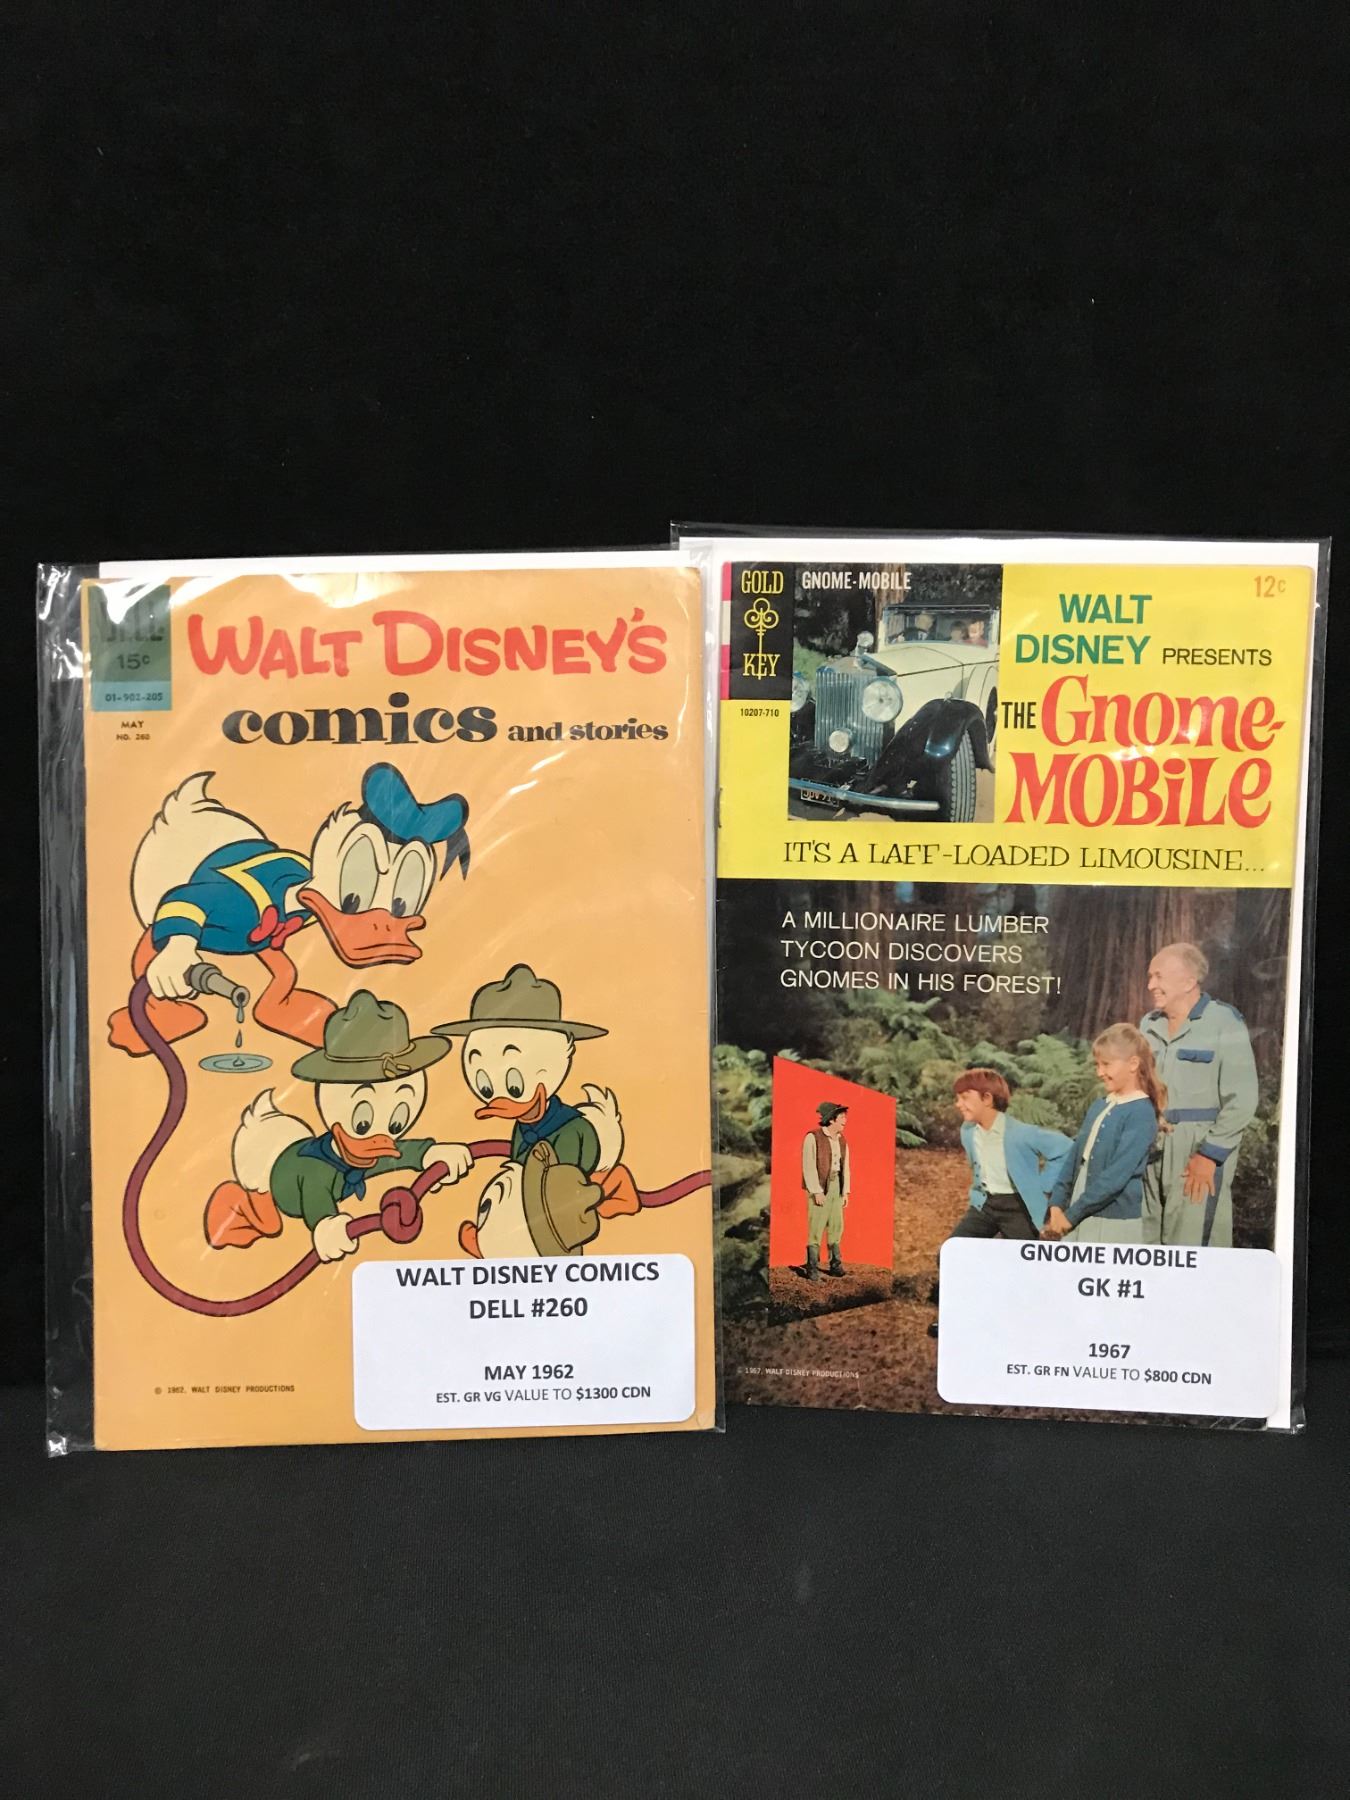 DELL
15¢
01-902-205
MAY
NO. 260
WALT DISNEY'S
comics and stories
© 1962, WALT DISNEY PRODUCTIONS
WALT DISNEY COMICS
DELL #260
MAY 1962
EST. GR VG VALUE TO $1300 CDN
GOLD
KEY
10207-710
GNOME-MOBILE
12¢
WALT
DISNEY PRESENTS
THE Gnome-
MOBiLe
IT'S A LAFF-LOADED LIMOUSINE...
A MILLIONAIRE LUMBER
TYCOON DISCOVERS
GNOMES IN HIS FOREST!
© 1967, WALT DISNEY PRODUCTIONS
GNOME MOBILE
GK #1
1967
EST. GR FN VALUE TO $800 CDN